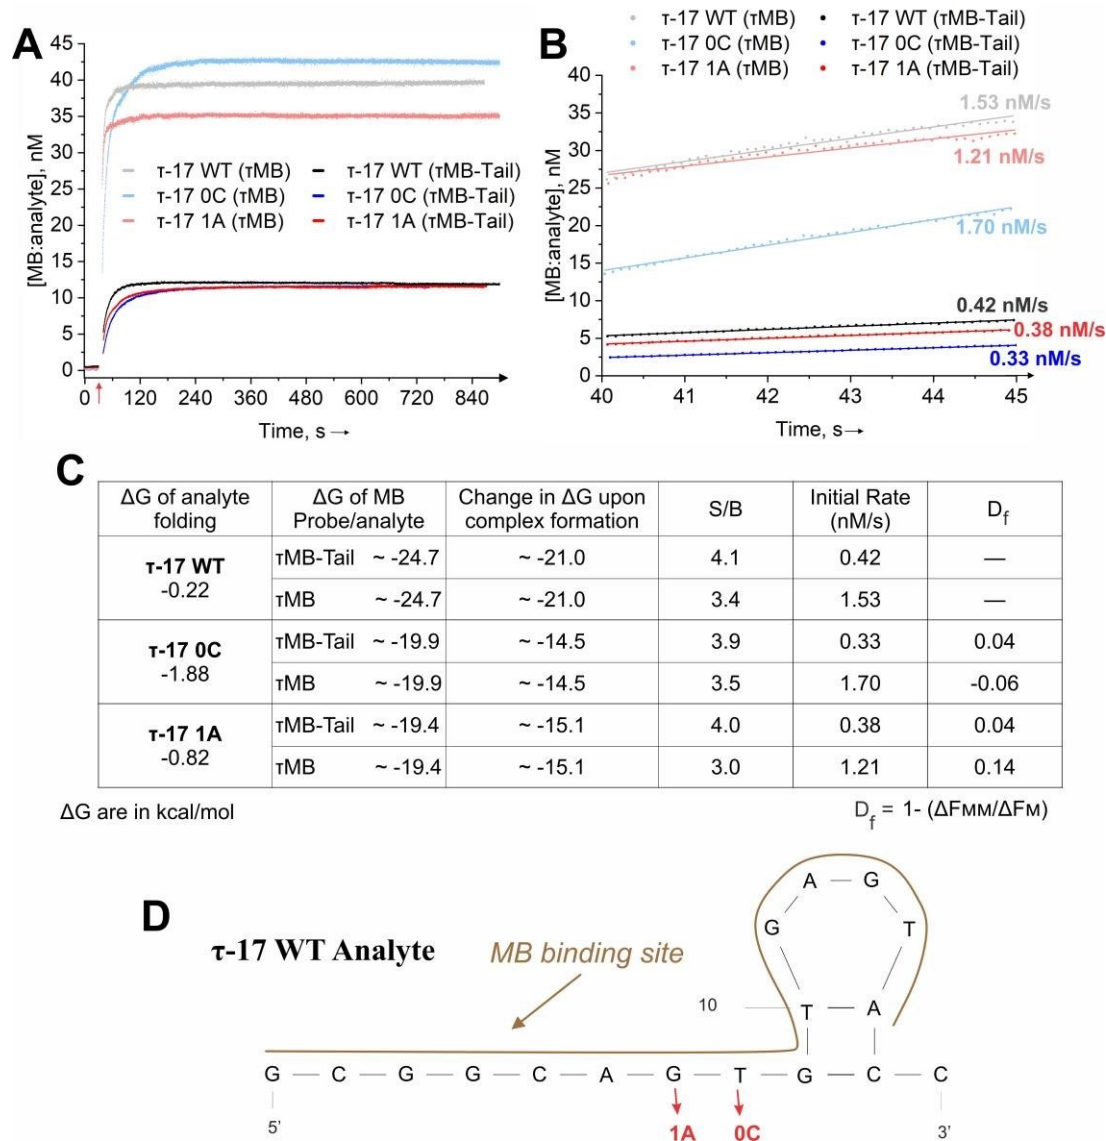 A
45
40
35
30
25
20
15
10
5
0
[MB:analyte], nM
τ-17 WT (τMB)
τ-17 0C (τMB)
τ-17 1A (τMB)
τ-17 WT (τMB-Tail)
τ-17 0C (τMB-Tail)
τ-17 1A (τMB-Tail)
0 120 240 360 480 600 720 840
Time, s→
B
τ-17 WT (τMB)
τ-17 0C (τMB)
τ-17 1A (τMB)
τ-17 WT (τMB-Tail)
τ-17 0C (τMB-Tail)
τ-17 1A (τMB-Tail)
40
35
30
25
20
15
10
5
0
[MB:analyte], nM
1.53 nM/s
1.21 nM/s
1.70 nM/s
0.42 nM/s
0.38 nM/s
0.33 nM/s
40 41 42 43 44 45
Time, s→
C
ΔG of analyte folding ΔG of MB Probe/analyte Change in ΔG upon complex formation S/B Initial Rate (nM/s) Df
τ-17 WT
-0.22
τMB-Tail ~ -24.7 ~ -21.0 4.1 0.42 —
τMB ~ -24.7 ~ -21.0 3.4 1.53 —
τ-17 0C
-1.88
τMB-Tail ~ -19.9 ~ -14.5 3.9 0.33 0.04
τMB ~ -19.9 ~ -14.5 3.5 1.70 -0.06
τ-17 1A
-0.82
τMB-Tail ~ -19.4 ~ -15.1 4.0 0.38 0.04
τMB ~ -19.4 ~ -15.1 3.0 1.21 0.14
ΔG are in kcal/mol
Df = 1- (ΔFMM/ΔFM)
D
τ-17 WT Analyte
MB binding site
A G
G T
10 T A
G C G G C A G T G C C
5' 1A 0C 3'